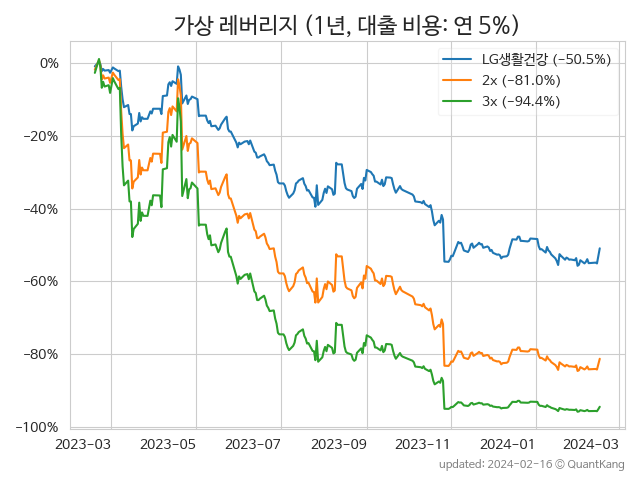 가상 레버리지 (1년, 대출 비용: 연 5%)
LG생활건강 (−50.5%)
2x (−81.0%)
3x (−94.4%)
0%
−20%
−40%
−60%
−80%
−100%
2023-03 2023-05 2023-07 2023-09 2023-11 2024-01 2024-03
updated: 2024-02-16 © QuantKang